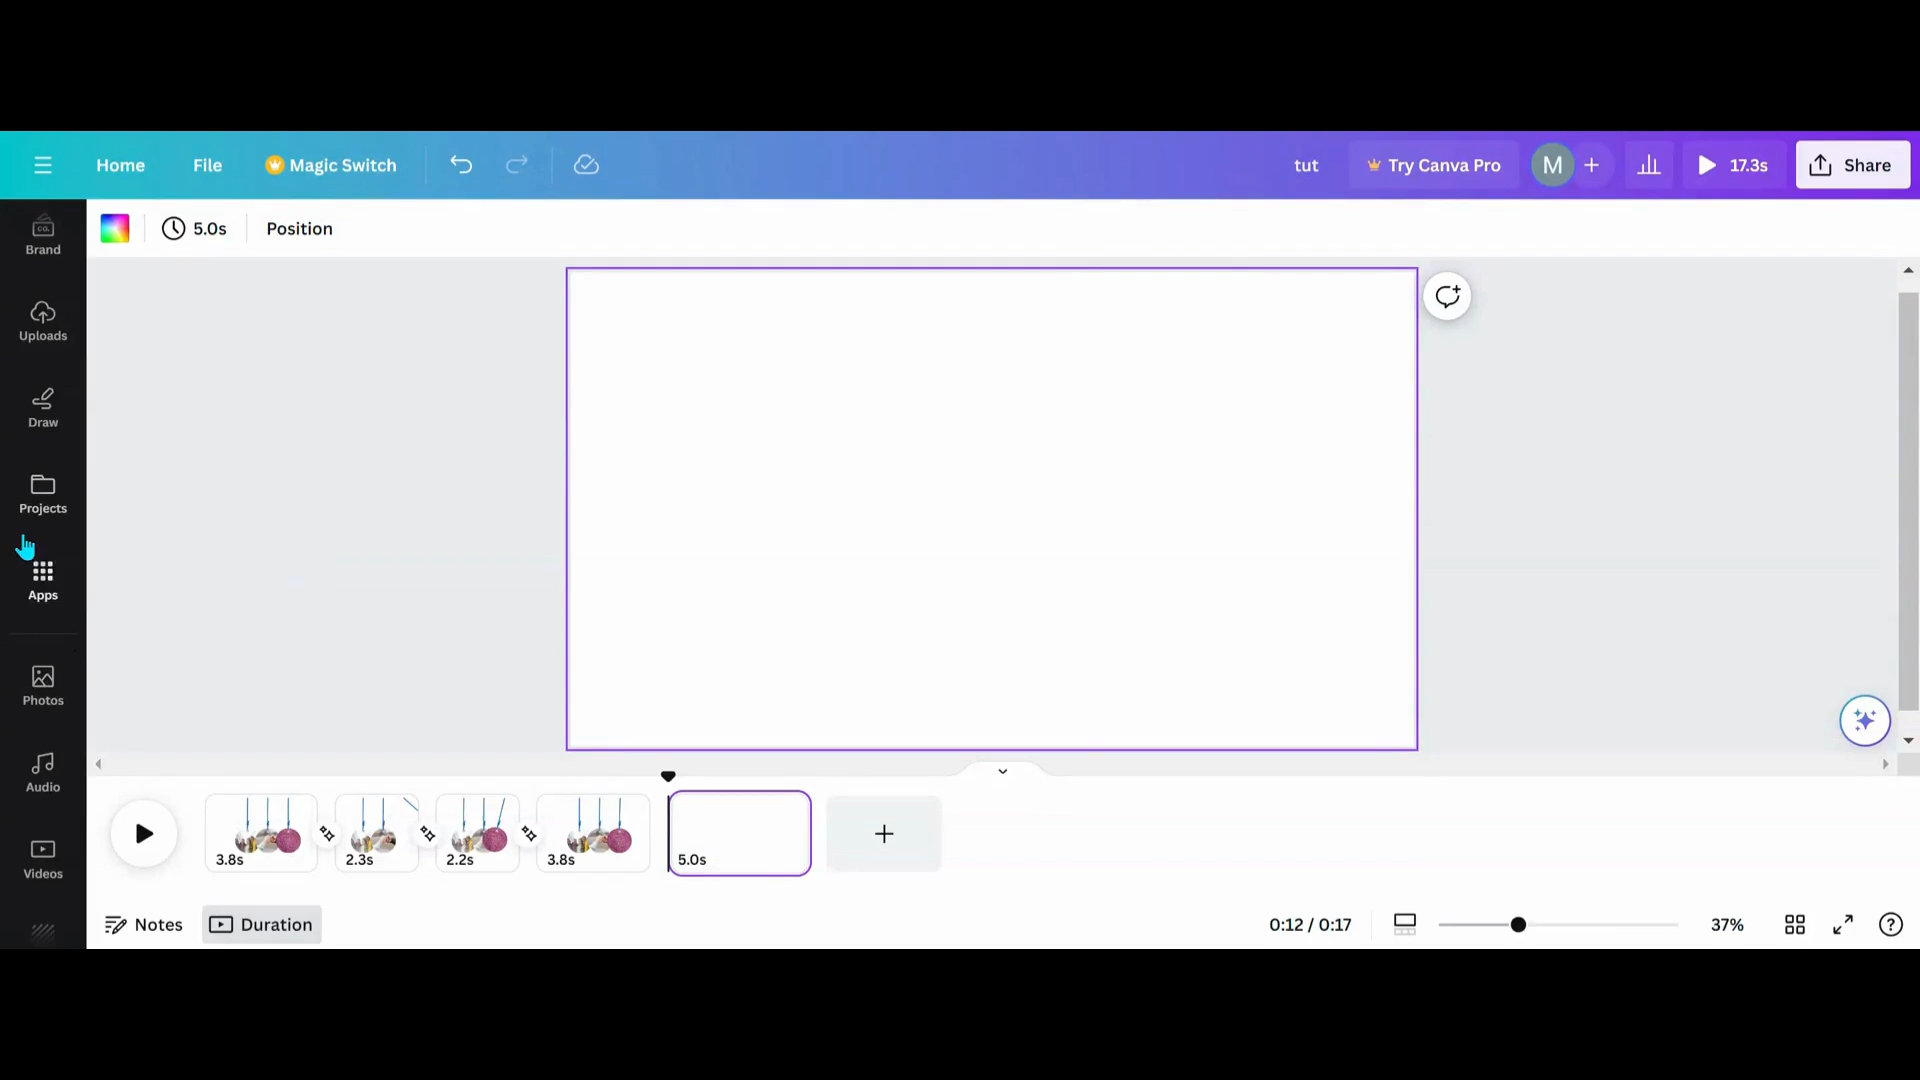 Home File Magic Switch tut Try Canva Pro M 17.3s Share
CO.
Brand
5.0s Position
Uploads
Draw
Projects
Apps
Photos
Audio
Videos
3.8s 2.3s 2.2s 3.8s 5.0s
Notes Duration 0:12 / 0:17 37%